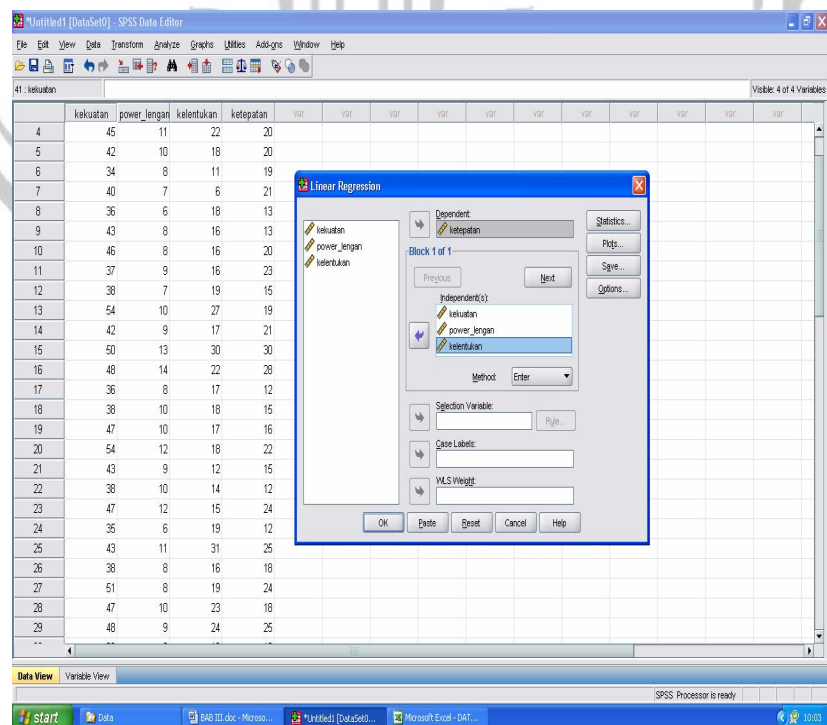 *Untitled1 [DataSet0] - SPSS Data Editor
File Edit View Data Transform Analyze Graphs Utilities Add-ons Window Help
41 : kekuatan Visible: 4 of 4 Variables
kekuatan power_lengan kelentukan ketepatan var var var var var var var var var var var
4 45 11 22 20
5 42 10 18 20
6 34 8 11 19
7 40 7 6 21
8 36 6 18 13
9 43 8 16 13
10 46 8 16 20
11 37 9 16 23
12 38 7 19 15
13 54 10 27 19
14 42 9 17 21
15 50 13 30 30
16 48 14 22 28
17 36 8 17 12
18 38 10 18 15
19 47 10 17 16
20 54 12 18 22
21 43 9 12 15
22 38 10 14 12
23 47 12 15 24
24 35 6 19 12
25 43 11 31 25
26 38 8 16 18
27 51 8 19 24
28 47 10 23 18
29 48 9 24 25
Linear Regression
kekuatan
power_lengan
kelentukan
Dependent:
ketepatan
Block 1 of 1
Previous Next
Independent(s):
kekuatan
power_lengan
kelentukan
Method: Enter
Selection Variable:
Rule...
Case Labels:
WLS Weight:
Statistics...
Plots...
Save...
Options...
OK Paste Reset Cancel Help
Data View Variable View
SPSS Processor is ready
start Data BAB III.doc - Microso... *Untitled1 [DataSet0... Microsoft Excel - DAT... 10:03